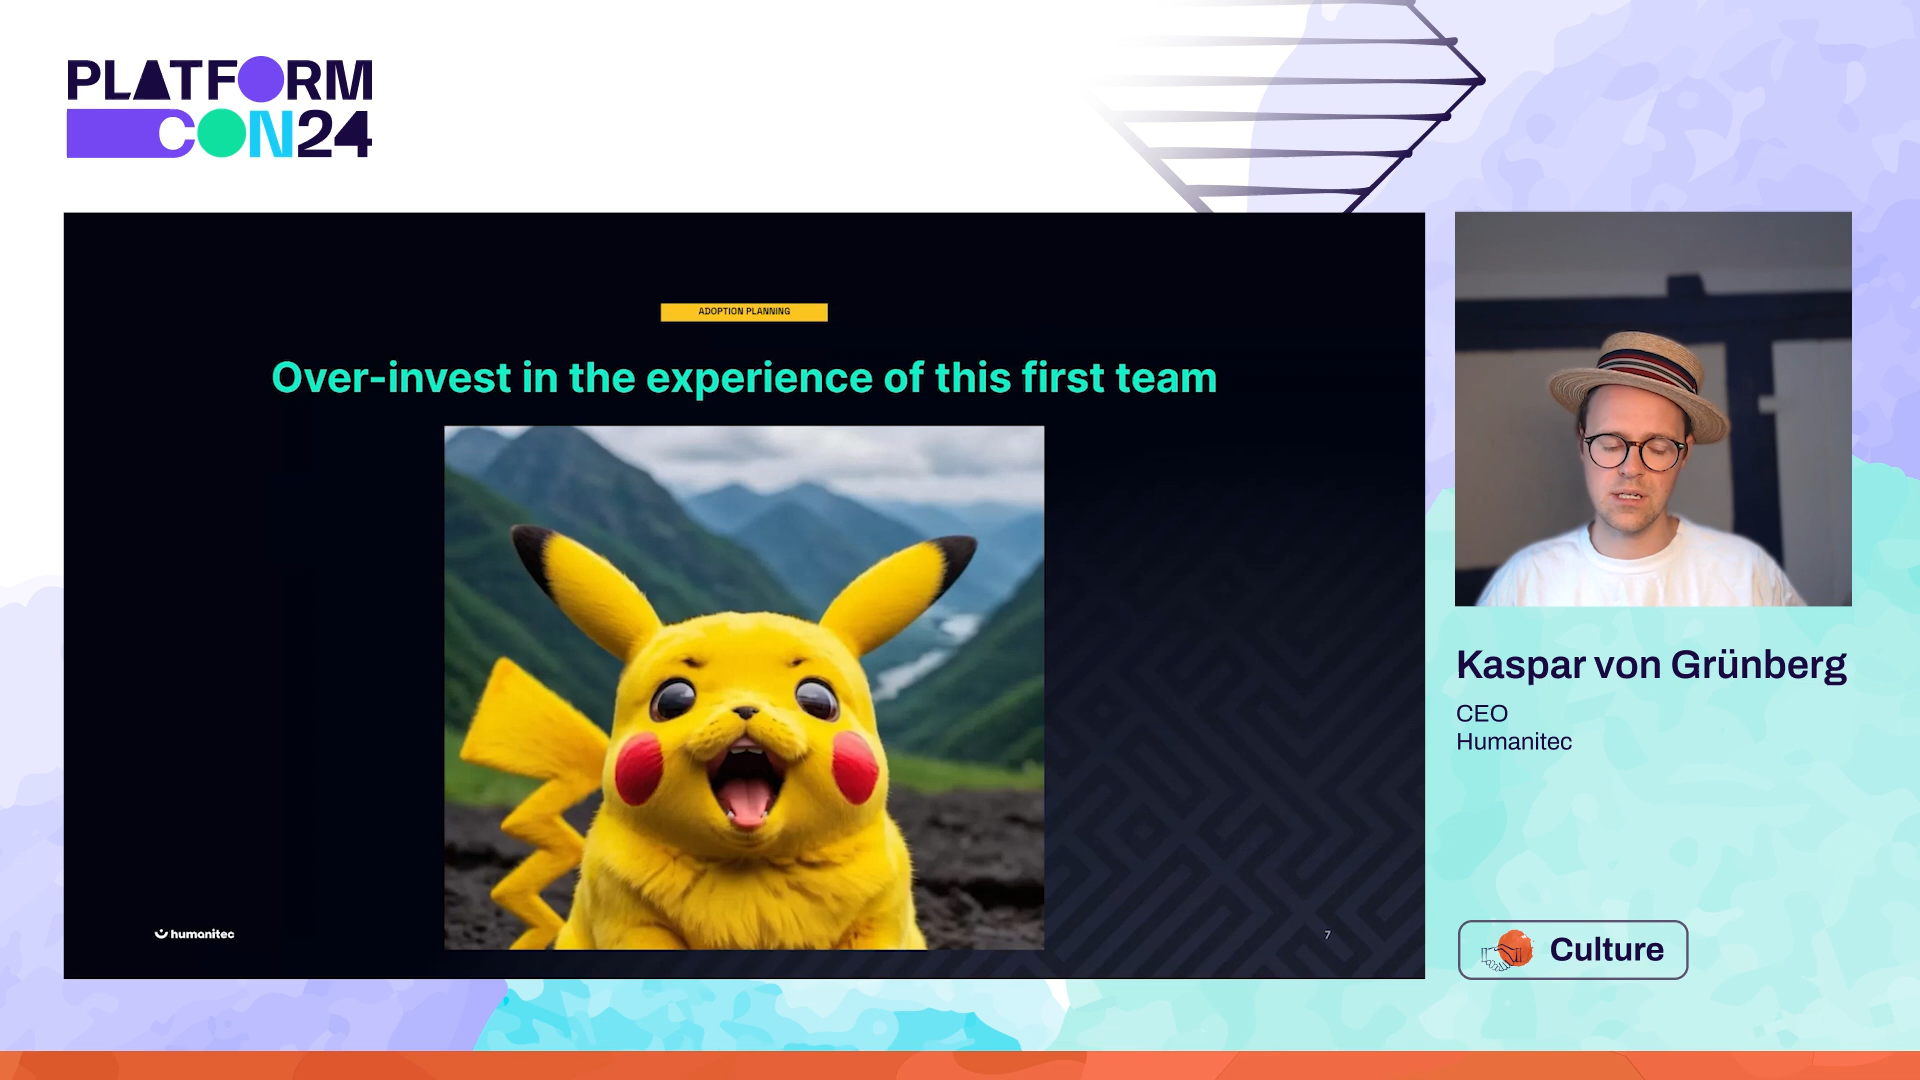 PLATFORM
CON24
ADOPTION PLANNING
Over-invest in the experience of this first team
humanitec
7
Kaspar von Grünberg
CEO
Humanitec
Culture